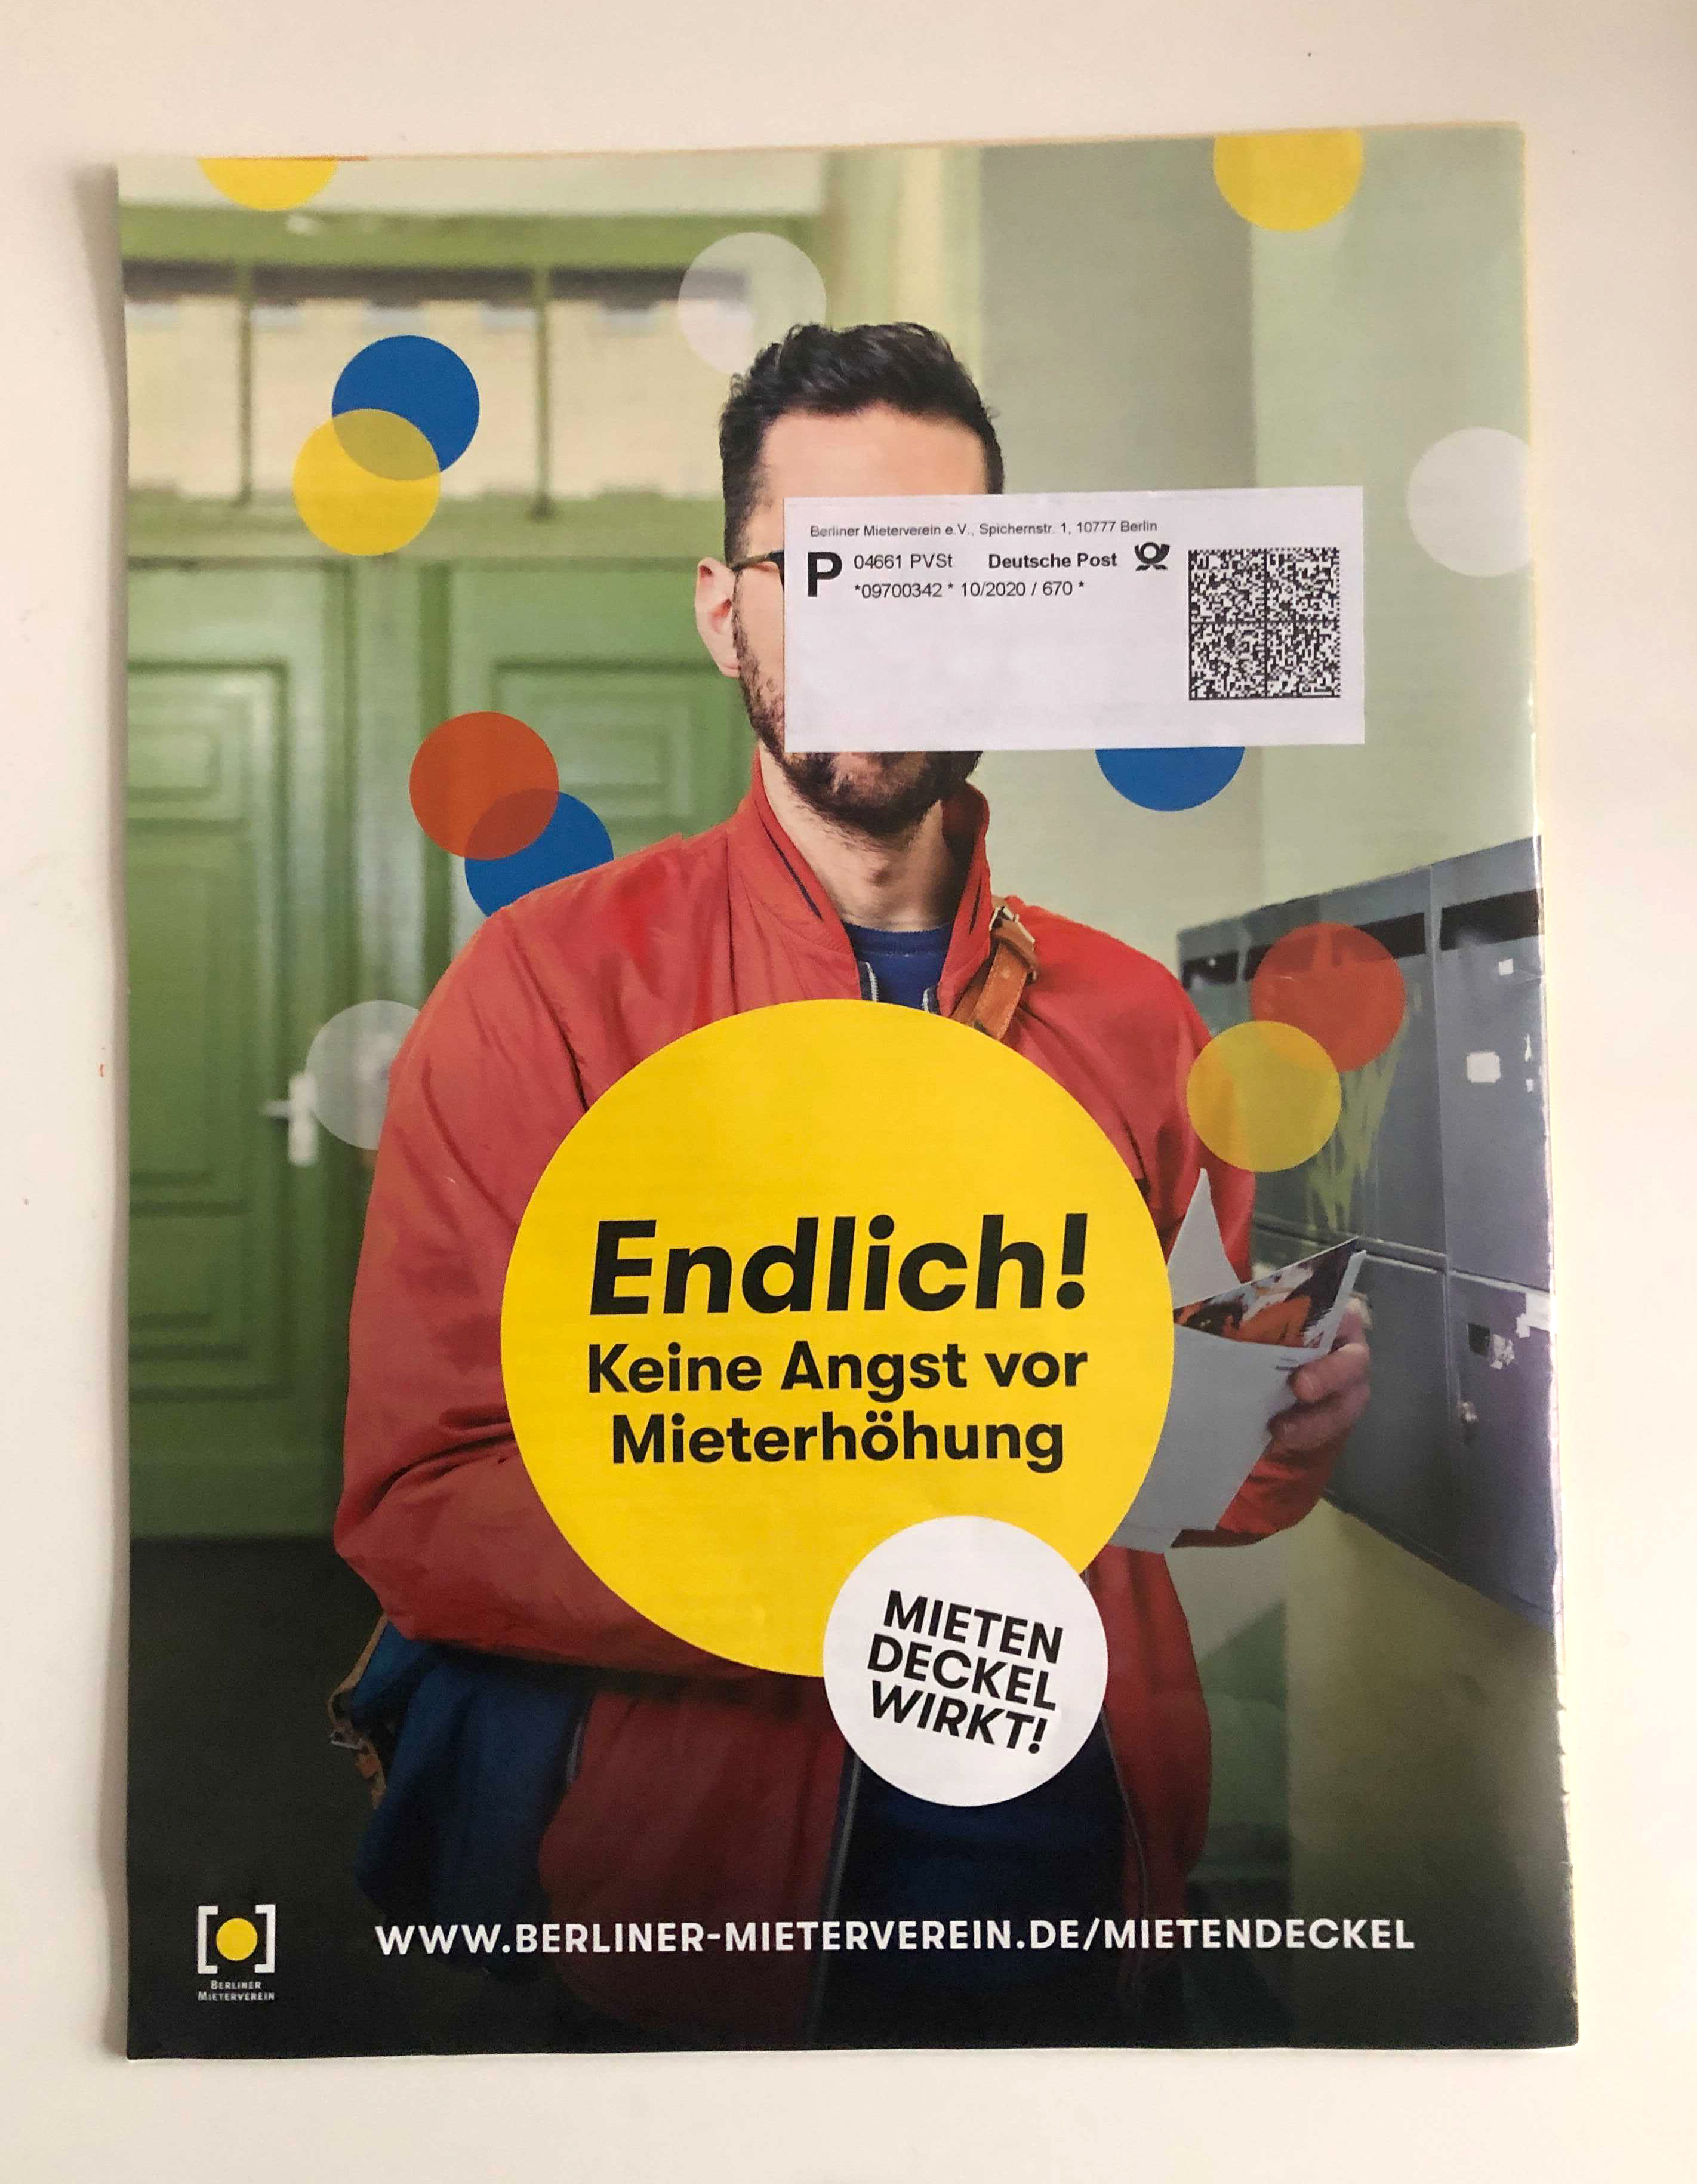 Berliner Mieterverein e.V., Spichernstr. 1, 10777 Berlin
P 04661 PVSt Deutsche Post
*09700342 * 10/2020 / 670 *
Endlich!
Keine Angst vor
Mieterhöhung
MIETEN
DECKEL
WIRKT!
WWW.BERLINER-MIETERVEREIN.DE/MIETENDECKEL
BERLINER
MIETERVEREIN